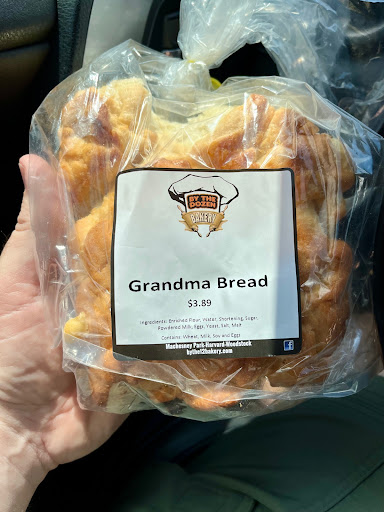 BY THE
DOZEN
BAKERY
Grandma Bread
$3.89
Ingredients: Enriched Flour, Water, Shortening, Sugar,
Powdered Milk, Eggs, Yeast, Salt, Malt
Contains: Wheat, Milk, Soy and Eggs
Machesney Park-Harvard-Woodstock
bythe12bakery.com
f